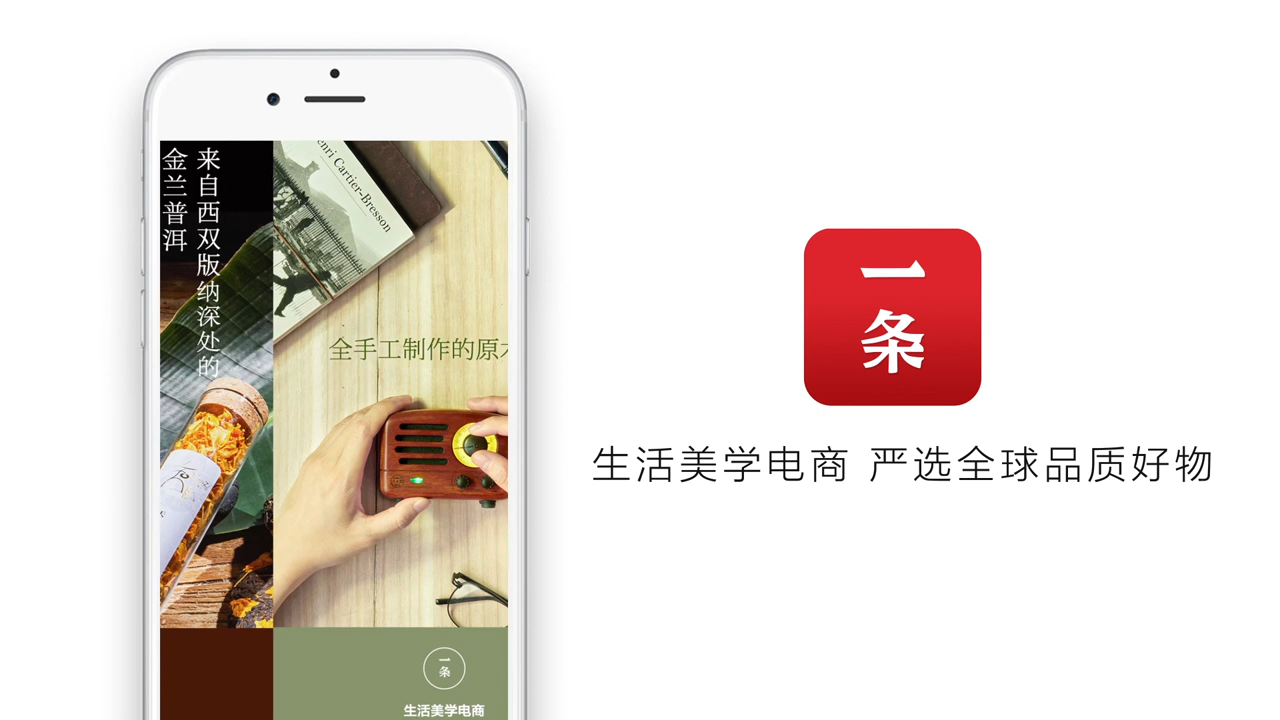 来自西双版纳深处的
金兰普洱
enri Cartier-Bresson
全手工制作的原
一条
生活美学电商
一
条
生活美学电商 严选全球品质好物